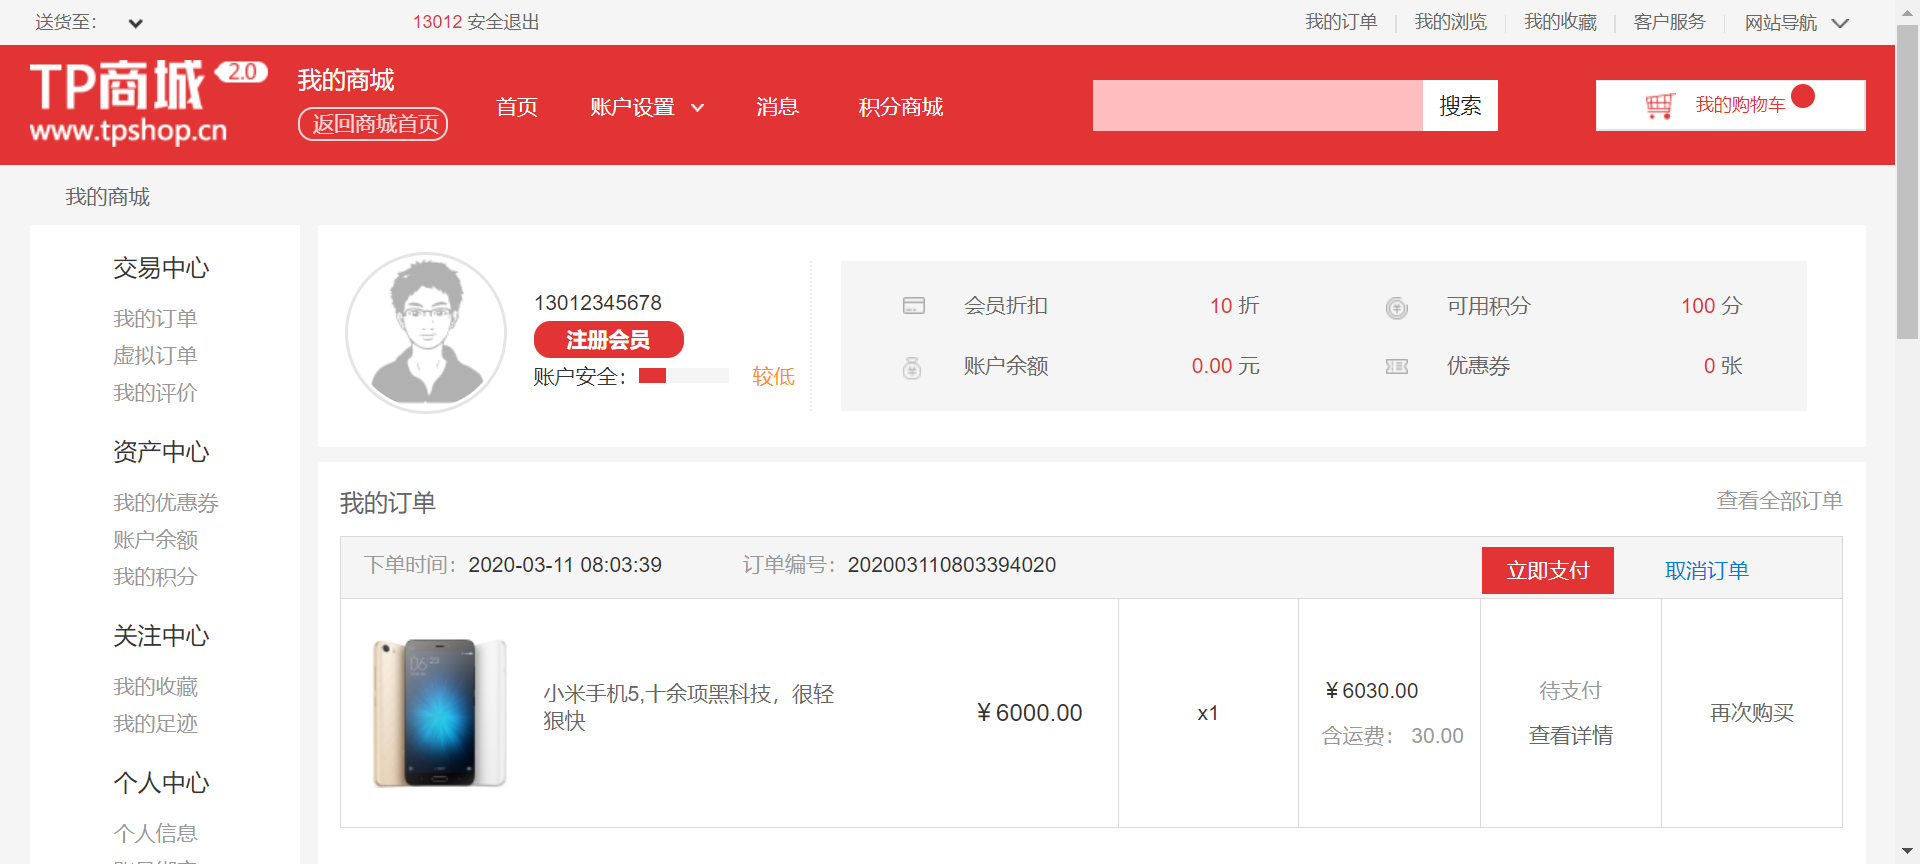 送货至：
13012 安全退出
我的订单 我的浏览 我的收藏 客户服务 网站导航
TP商城 2.0
www.tpshop.cn
我的商城
返回商城首页
首页 账户设置 消息 积分商城
搜索
我的购物车
我的商城
交易中心
我的订单
虚拟订单
我的评价
资产中心
我的优惠券
账户余额
我的积分
关注中心
我的收藏
我的足迹
个人中心
个人信息
13012345678
注册会员
账户安全： 较低
会员折扣 10 折 可用积分 100 分
账户余额 0.00 元 优惠券 0 张
我的订单 查看全部订单
下单时间：2020-03-11 08:03:39 订单编号：202003110803394020 立即支付 取消订单
小米手机5,十余项黑科技，很轻
狠快
¥6000.00
x1
¥6030.00
含运费： 30.00
待支付
查看详情
再次购买